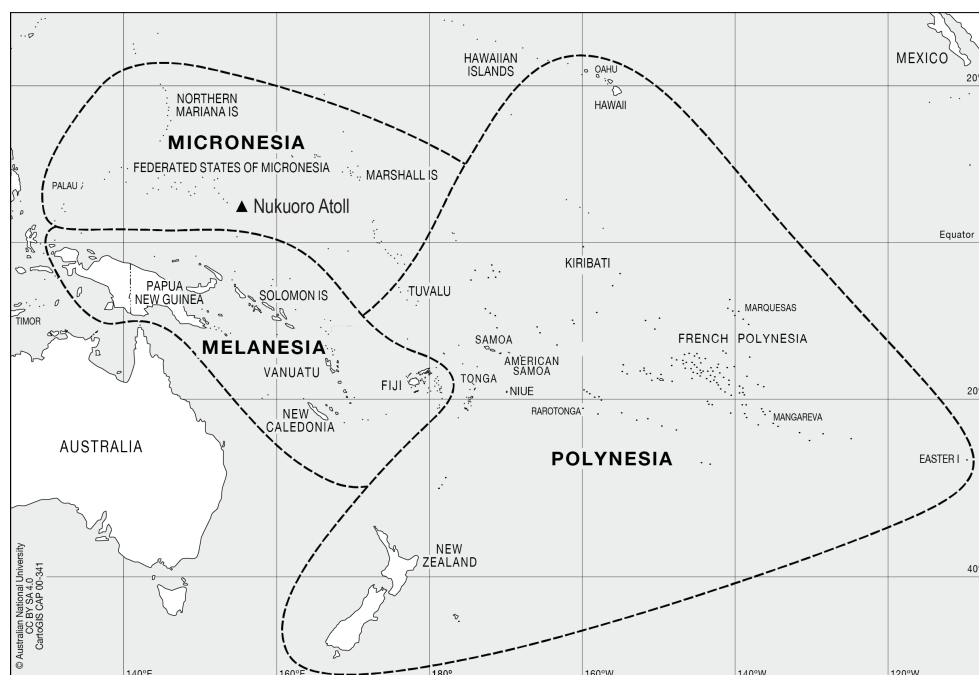 HAWAIIAN
ISLANDS
OAHU
HAWAII
MEXICO
20°
NORTHERN
MARIANA IS
MICRONESIA
FEDERATED STATES OF MICRONESIA
MARSHALL IS
PALAU
▲ Nukuoro Atoll
Equator
KIRIBATI
PAPUA
NEW GUINEA
SOLOMON IS
TUVALU
MARQUESAS
TIMOR
SAMOA
FRENCH POLYNESIA
MELANESIA
AMERICAN
SAMOA
VANUATU
FIJI
TONGA
NIUE
20°
RAROTONGA
MANGAREVA
NEW
CALEDONIA
AUSTRALIA
POLYNESIA
EASTER I
NEW
ZEALAND
40°
© Australian National University
CC BY SA 4.0
CartoGIS CAP 00-341
140°E
160°E
180°
160°W
140°W
120°W